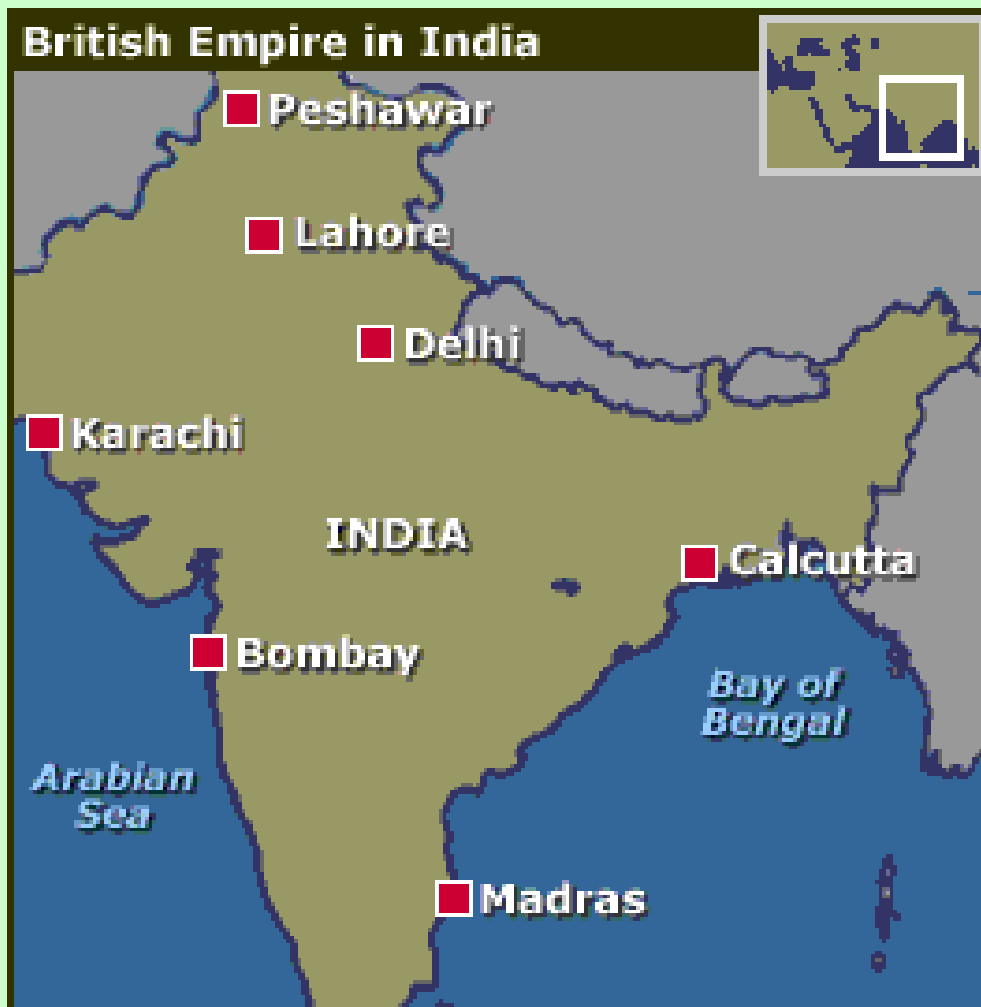 British Empire in India
Peshawar
Lahore
Delhi
Karachi
INDIA
Calcutta
Bombay
Bay of
Bengal
Arabian
Sea
Madras